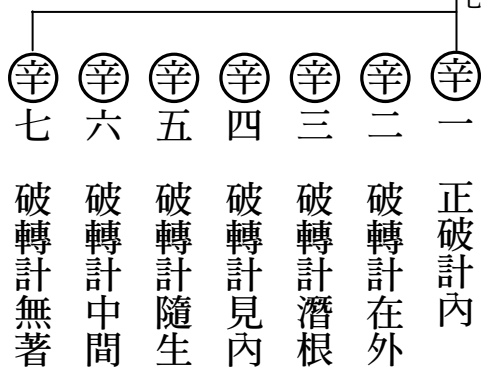 七
辛一 正破計內
辛二 破轉計在外
辛三 破轉計潛根
辛四 破轉計見內
辛五 破轉計隨生
辛六 破轉計中間
辛七 破轉計無著